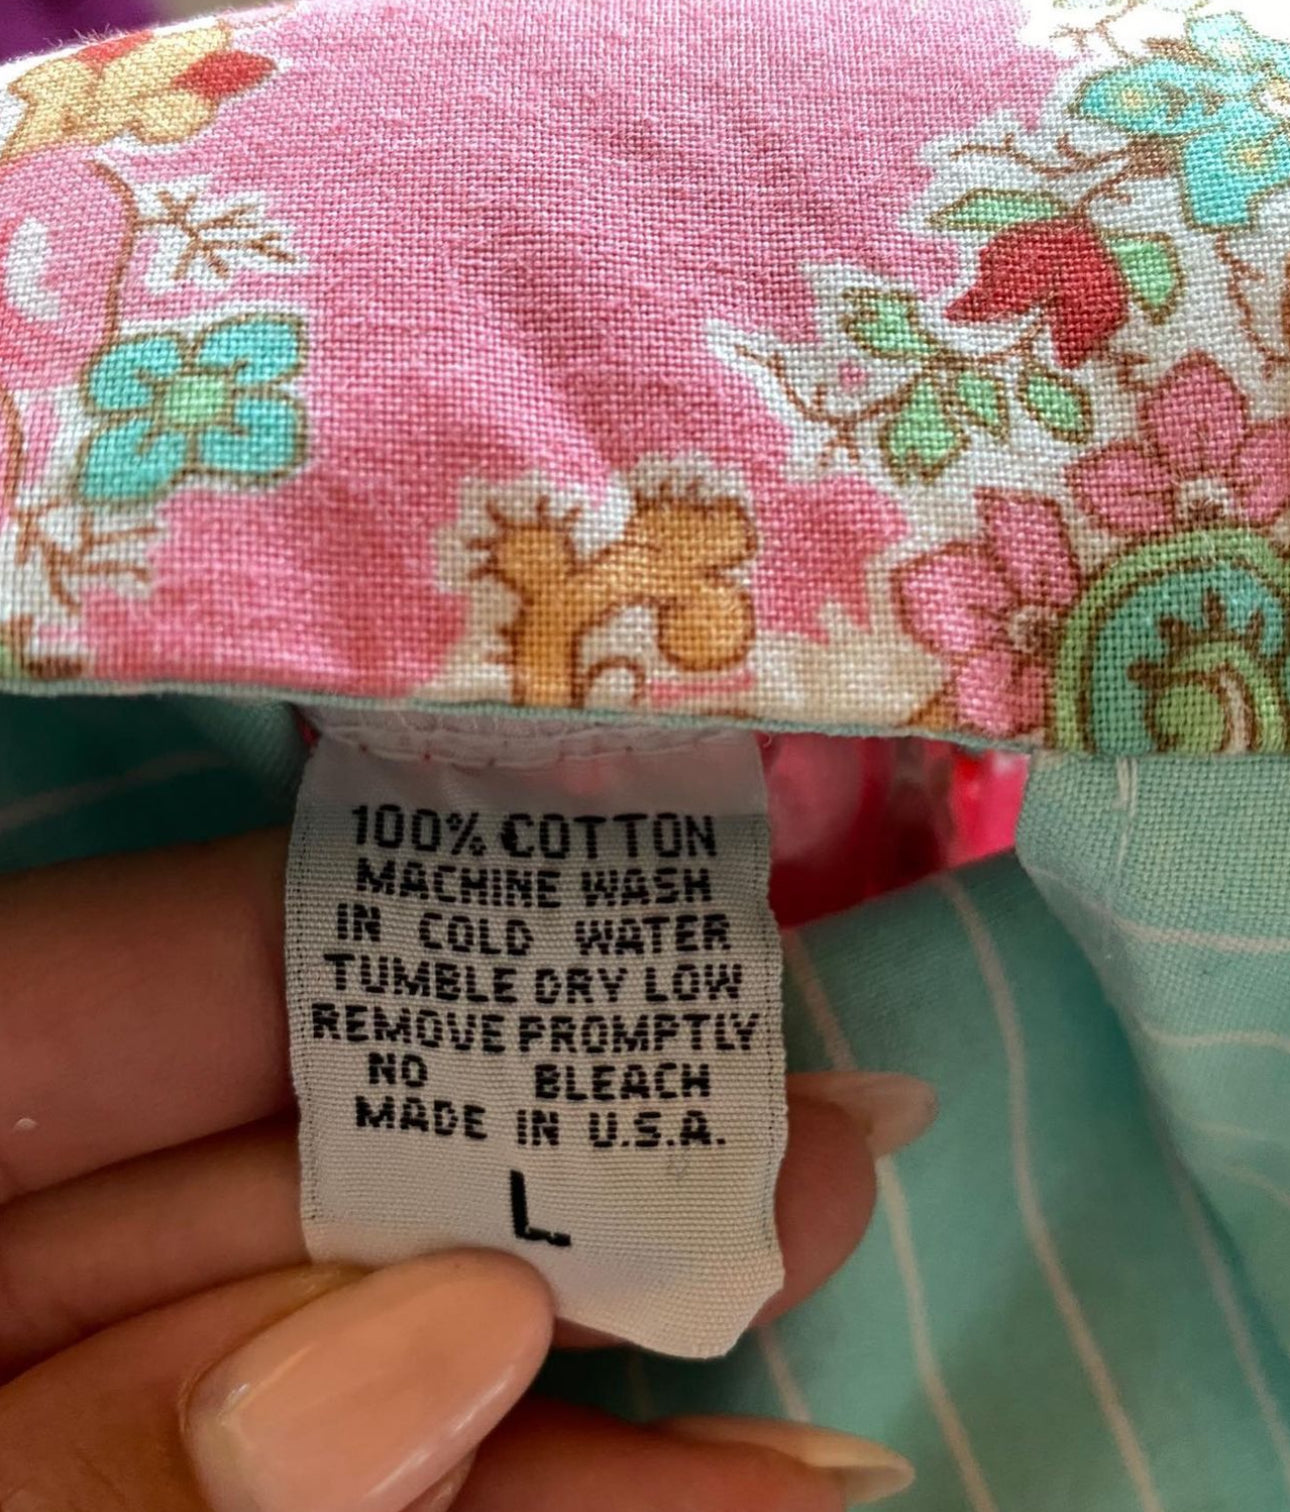 100% COTTON
MACHINE WASH
IN COLD WATER
TUMBLE DRY LOW
REMOVE PROMPTLY
NO BLEACH
MADE IN U.S.A.
L